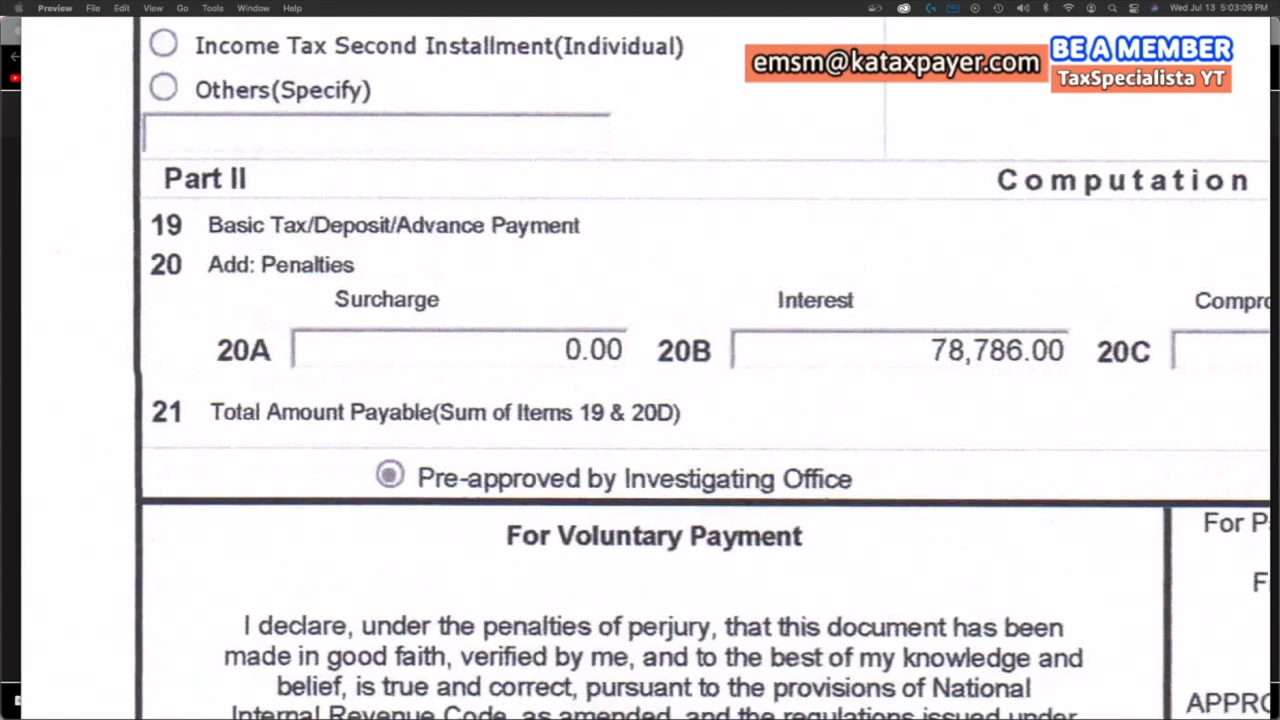 Preview File Edit View Go Tools Window Help Wed Jul 13 5:03:09 PM
Income Tax Second Installment(Individual)
Others(Specify)
emsm@kataxpayer.com
BE A MEMBER
TaxSpecialista YT
Part II Computation
19 Basic Tax/Deposit/Advance Payment
20 Add: Penalties
Surcharge Interest
20A 0.00 20B 78,786.00 20C
21 Total Amount Payable(Sum of Items 19 & 20D)
Pre-approved by Investigating Office
For Voluntary Payment
For
I declare, under the penalties of perjury, that this document has been
made in good faith, verified by me, and to the best of my knowledge and
belief, is true and correct, pursuant to the provisions of National
Internal Revenue Code, as amended, and the regulations issued under